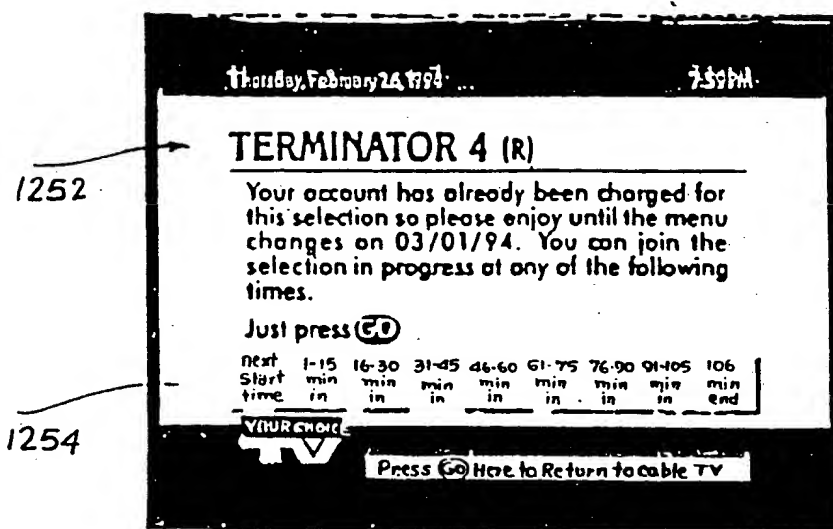 Thursday, February 26, 1994 7:59PM
TERMINATOR 4 (R)
1252
Your account has already been charged for
this selection so please enjoy until the menu
changes on 03/01/94. You can join the
selection in progress at any of the following
times.
Just press GO
next 1-15 16-30 31-45 46-60 61-75 76-90 91-105 106
start min min min min min min min min
time in in in in in in in end
1254
YOUR CHOICE
TV
Press GO Here to Return to cable TV